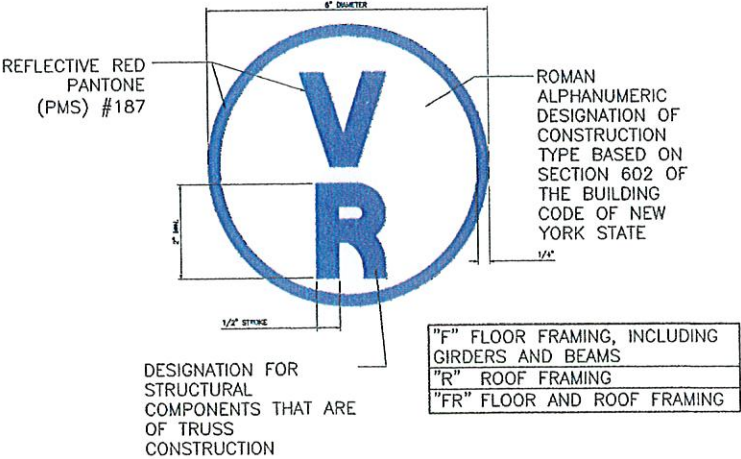 6" DIAMETER
REFLECTIVE RED
PANTONE
(PMS) #187
V
R
ROMAN
ALPHANUMERIC
DESIGNATION OF
CONSTRUCTION
TYPE BASED ON
SECTION 602 OF
THE BUILDING
CODE OF NEW
YORK STATE
1/4"
1/2" STROKE
DESIGNATION FOR
STRUCTURAL
COMPONENTS THAT ARE
OF TRUSS
CONSTRUCTION
"F" FLOOR FRAMING, INCLUDING
GIRDERS AND BEAMS
"R" ROOF FRAMING
"FR" FLOOR AND ROOF FRAMING